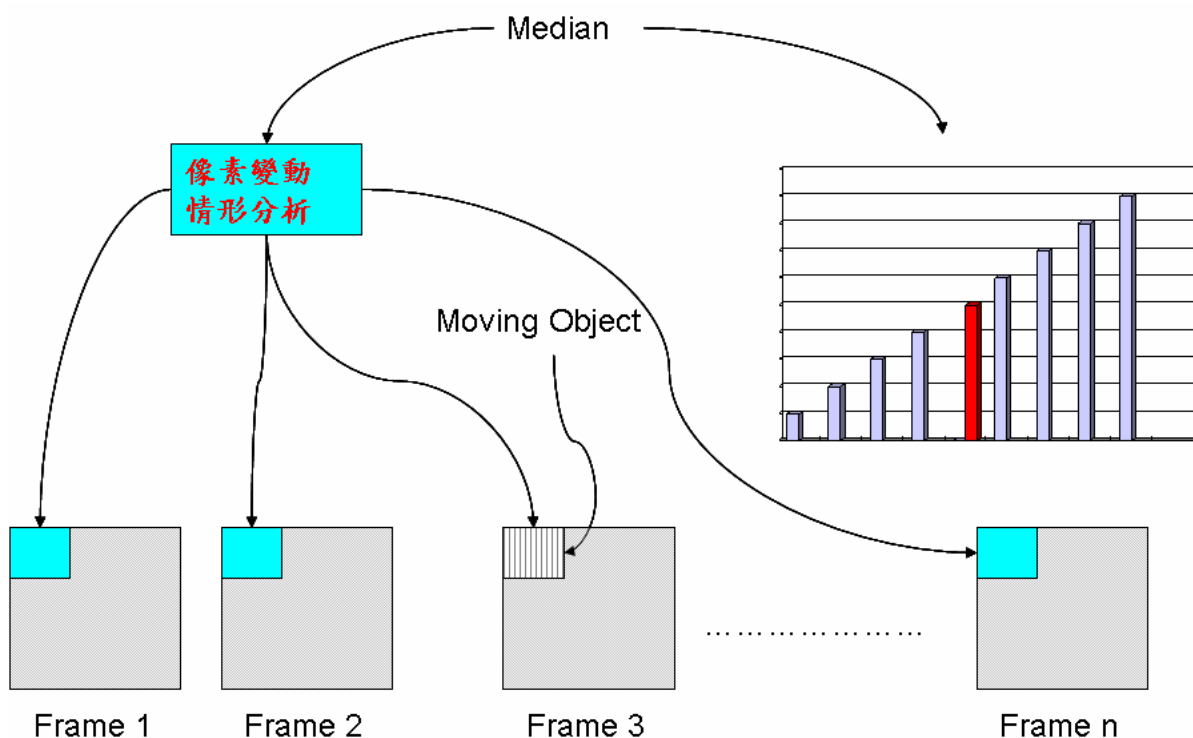 Median
像素變動
情形分析
Moving Object
………………………
Frame 1
Frame 2
Frame 3
Frame n